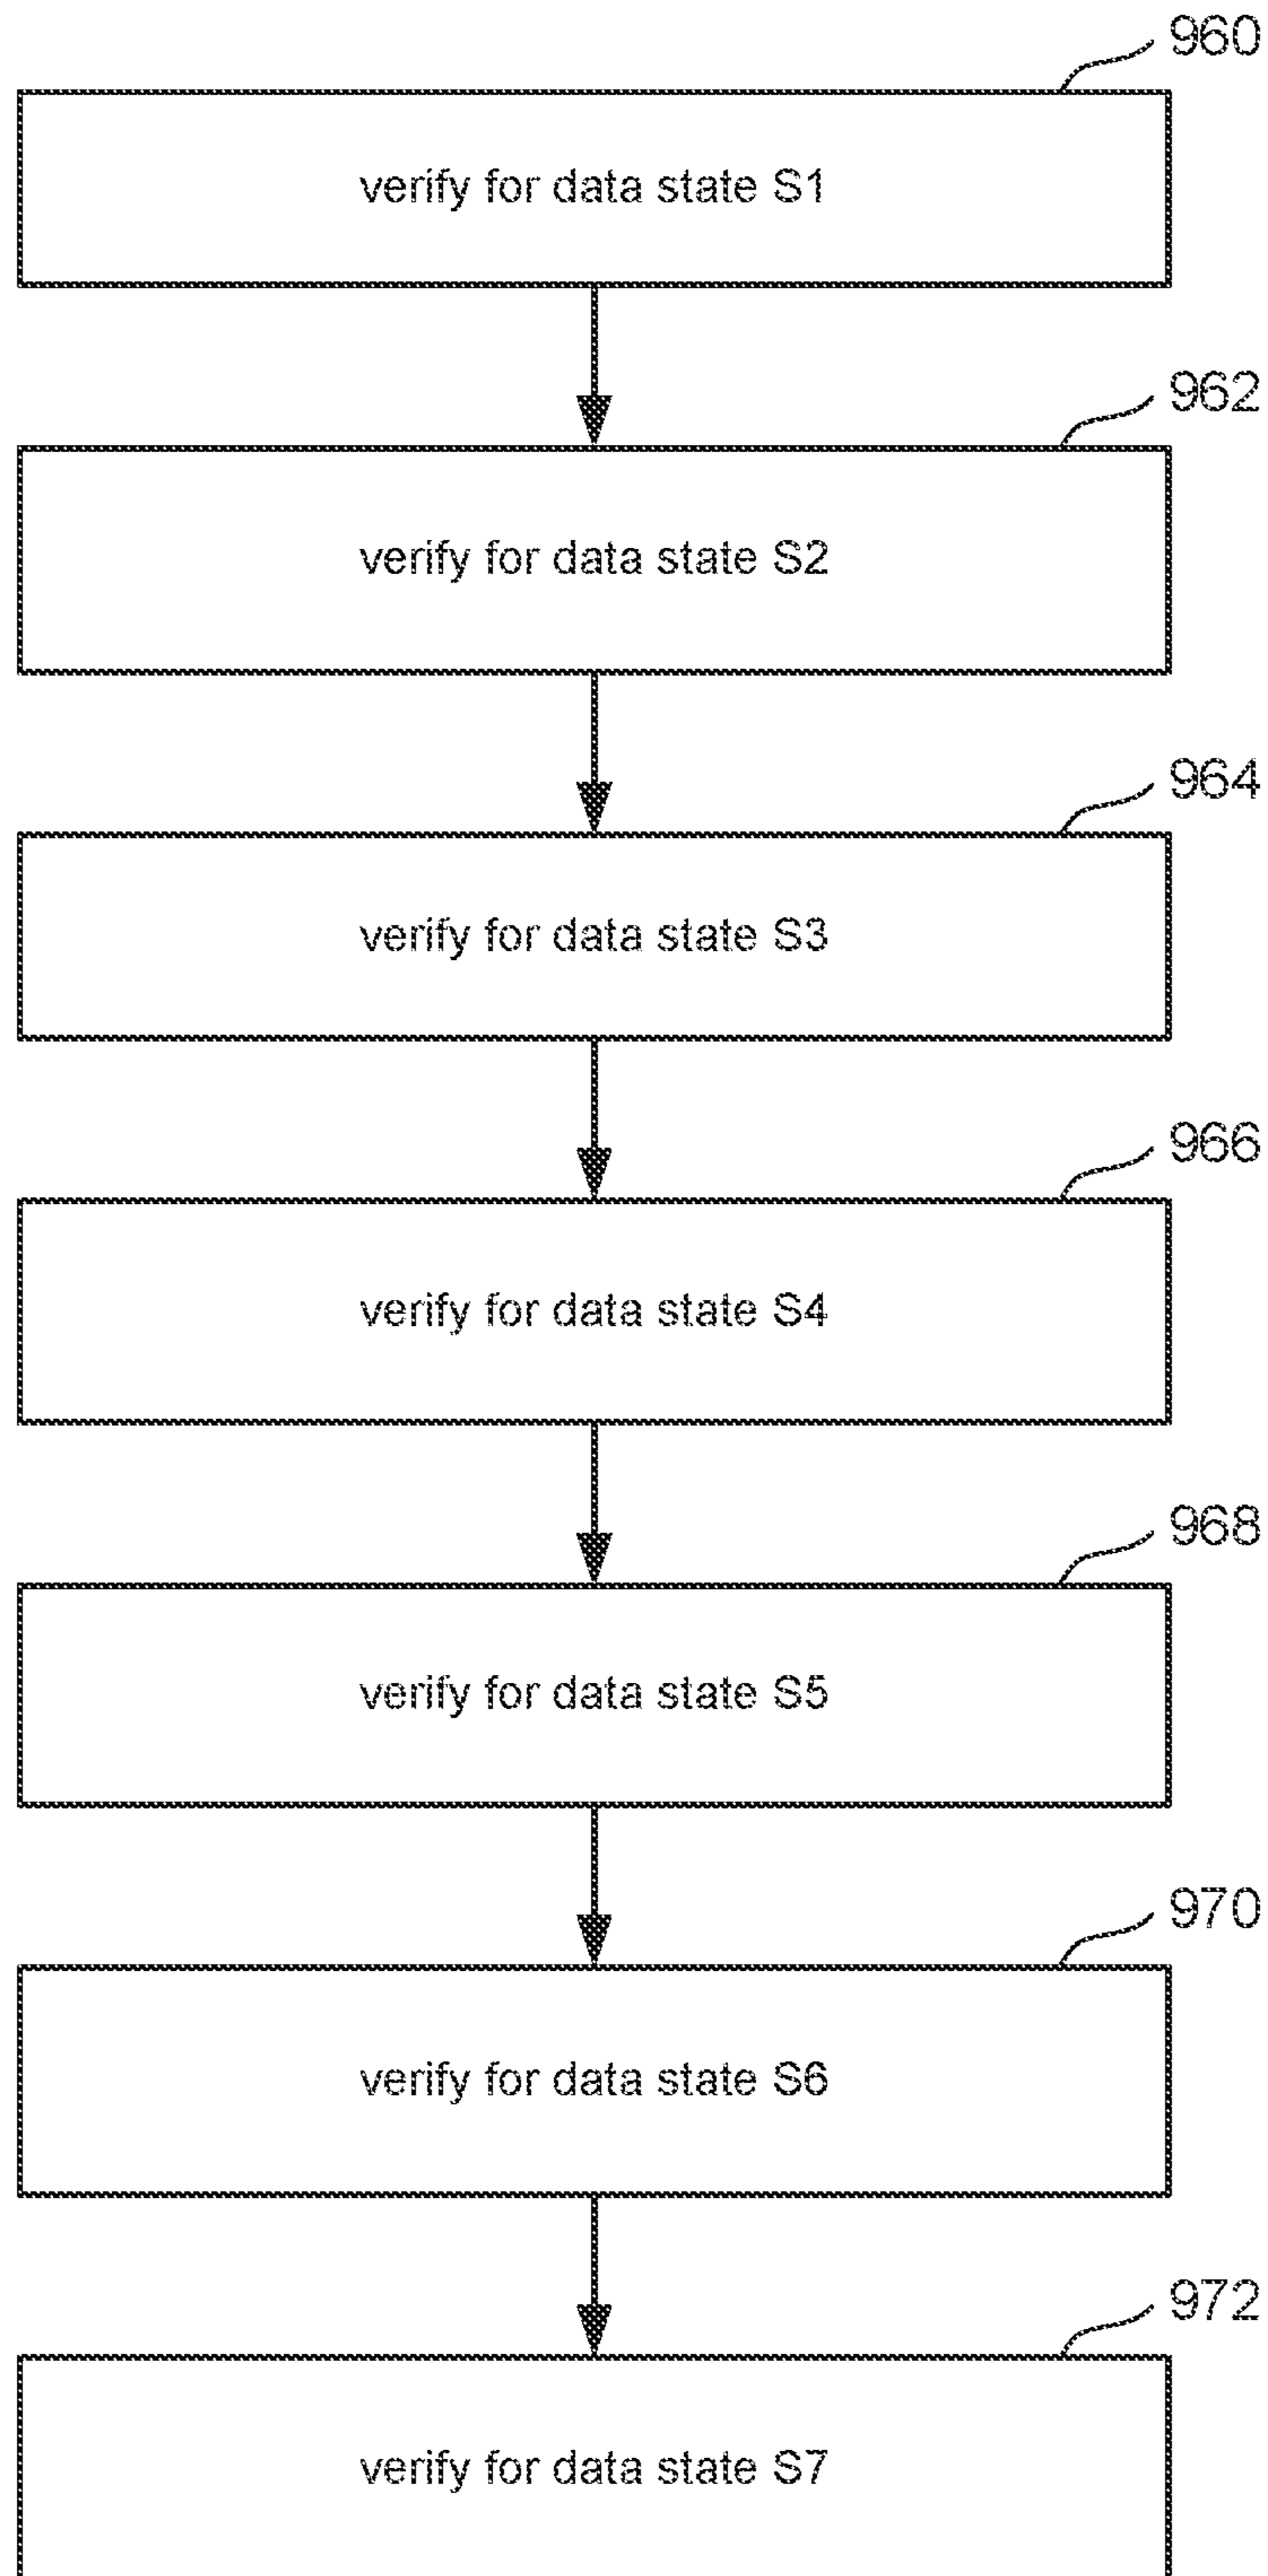 960
verify for data state S1
962
verify for data state S2
964
verify for data state S3
966
verify for data state S4
968
verify for data state S5
970
verify for data state S6
972
verify for data state S7